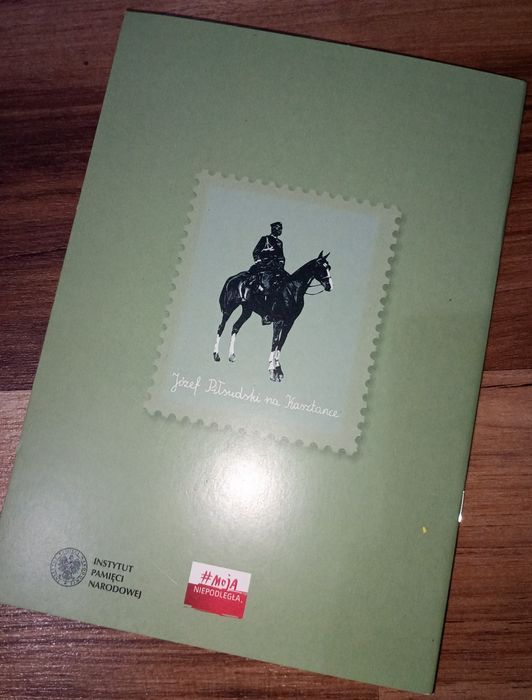 Józef Piłsudski na Kasztance
INSTYTUT
PAMIĘCI
NARODOWEJ
#MOJA
NIEPODLEGŁA.